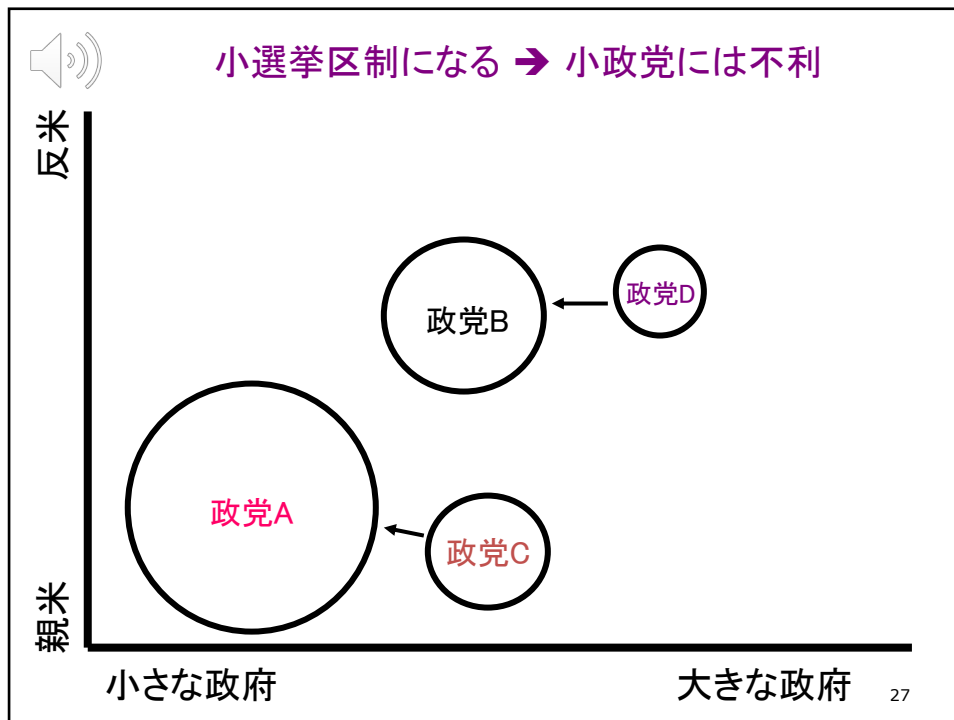 小選挙区制になる ➔ 小政党には不利
反米
政党D
政党B
政党A
政党C
親米
小さな政府
大きな政府
27